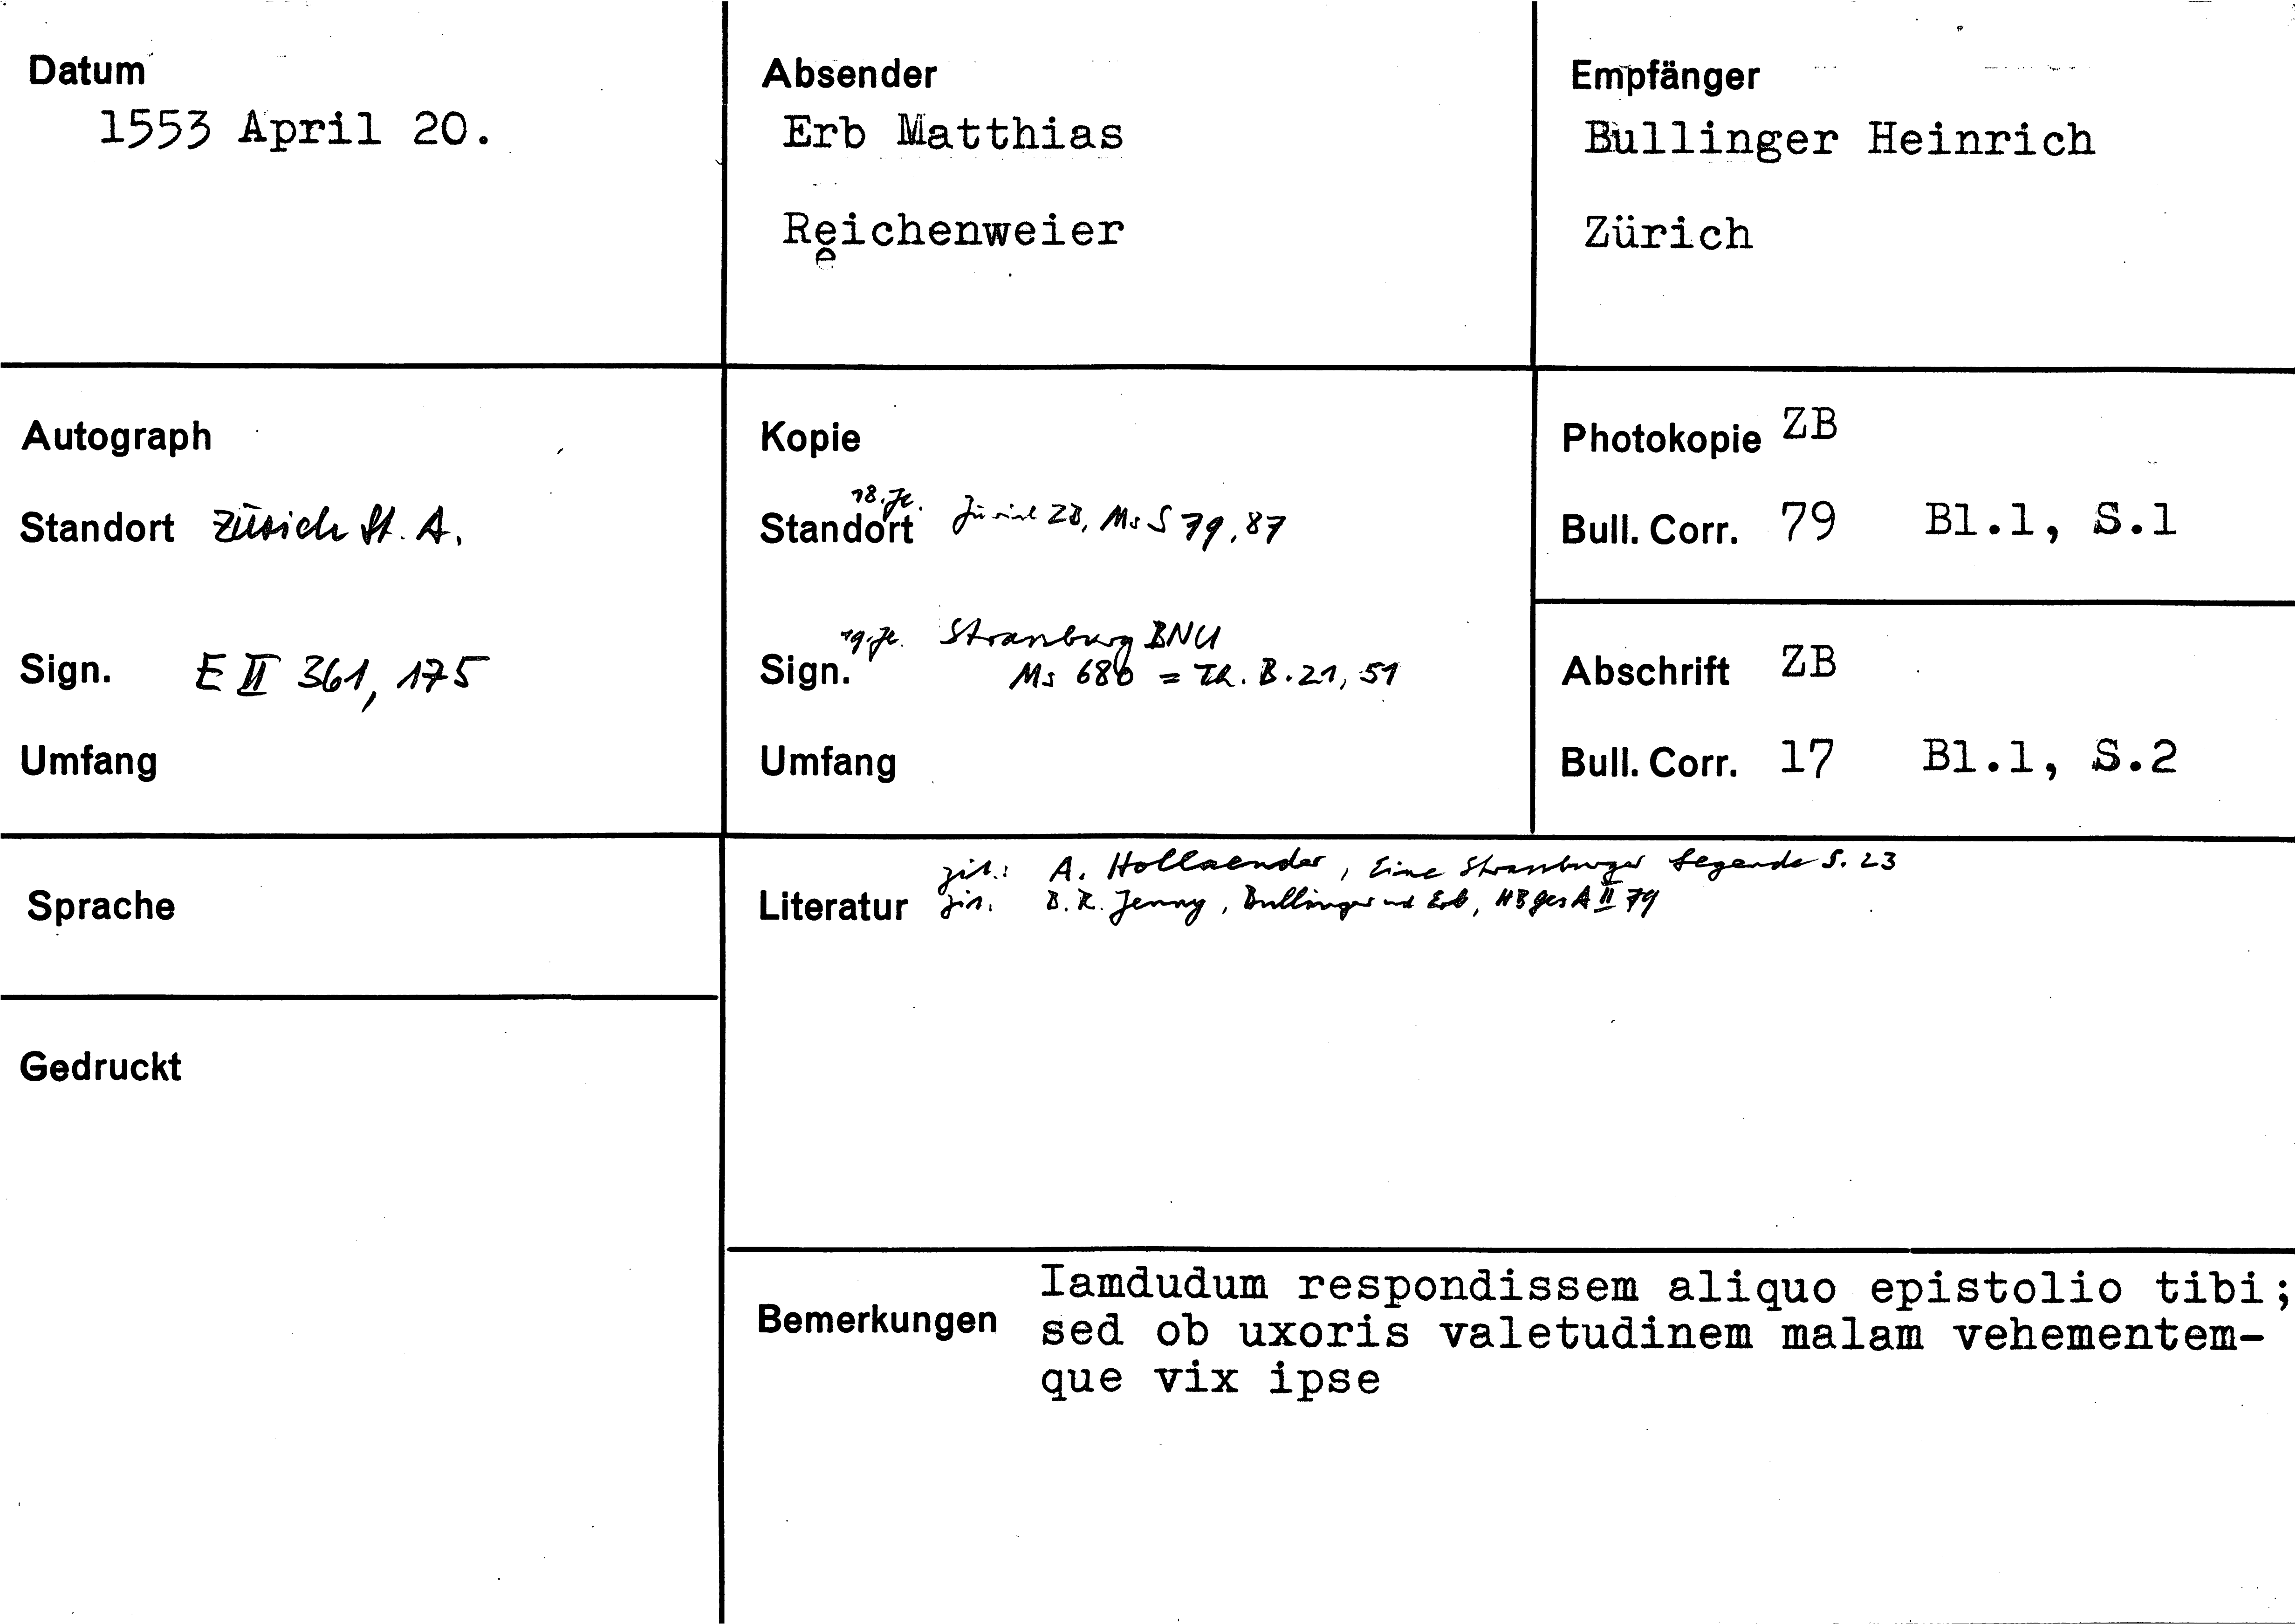 Datum
1553 April 20.
Absender
Erb Matthias
Reichenweier
e
Empfänger
Bullinger Heinrich
Zürich
Autograph
Standort Zürich St. A.
Sign. E II 361, 175
Umfang
Kopie
18. Jh.
Standort Zürich ZB, Ms S 79, 87
19. Jh. Strassburg BNU
Sign. Ms 686 = Th. B. 21, 51
Umfang
Photokopie ZB
Bull. Corr. 79 Bl.1, S.1
Abschrift ZB
Bull. Corr. 17 Bl.1, S.2
Sprache
Gedruckt
zit.: A. Hollaender, Eine Strassburger Legende S. 23
Literatur zit. B. R. Jenny, Bullinger und Erb, HBGesA II 79
Bemerkungen
Iamdudum respondissem aliquo epistolio tibi;
sed ob uxoris valetudinem malam vehementem-
que vix ipse